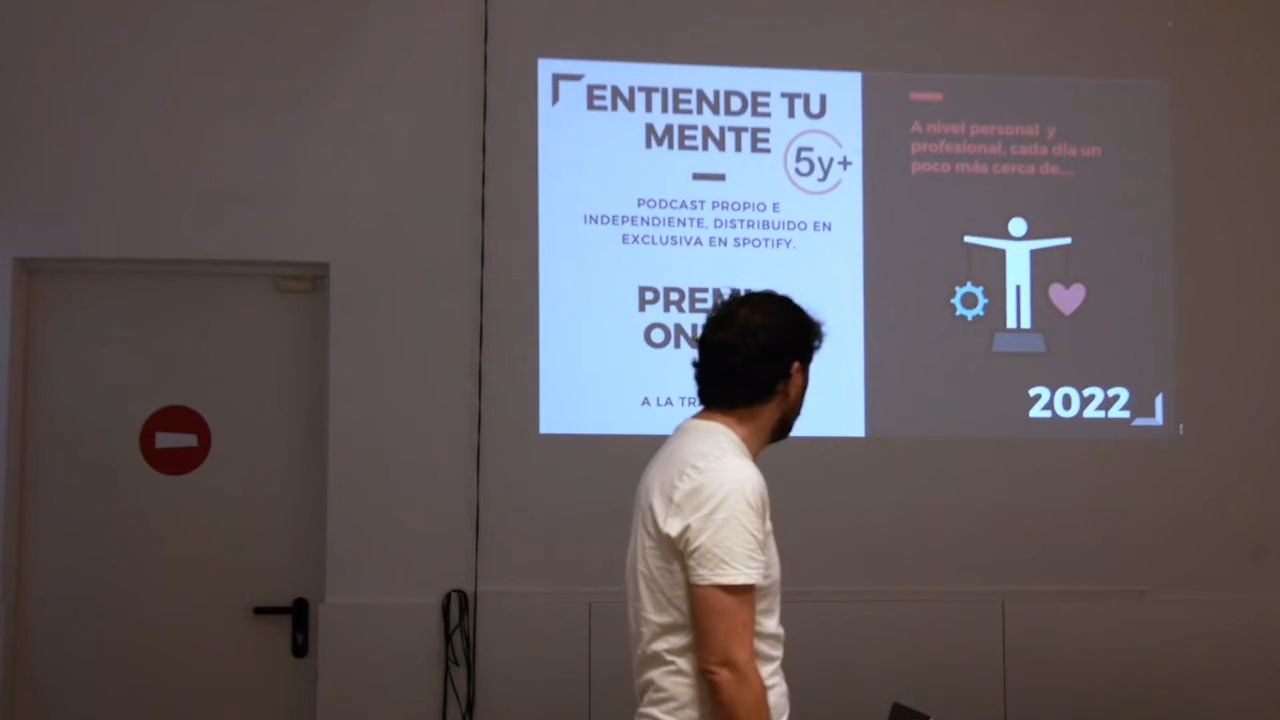 ENTIENDE TU
MENTE
5y+
PODCAST PROPIO E
INDEPENDIENTE, DISTRIBUIDO EN
EXCLUSIVA EN SPOTIFY.
A LA
A nivel personal y
profesional, cada día un
poco más cerca de...
2022